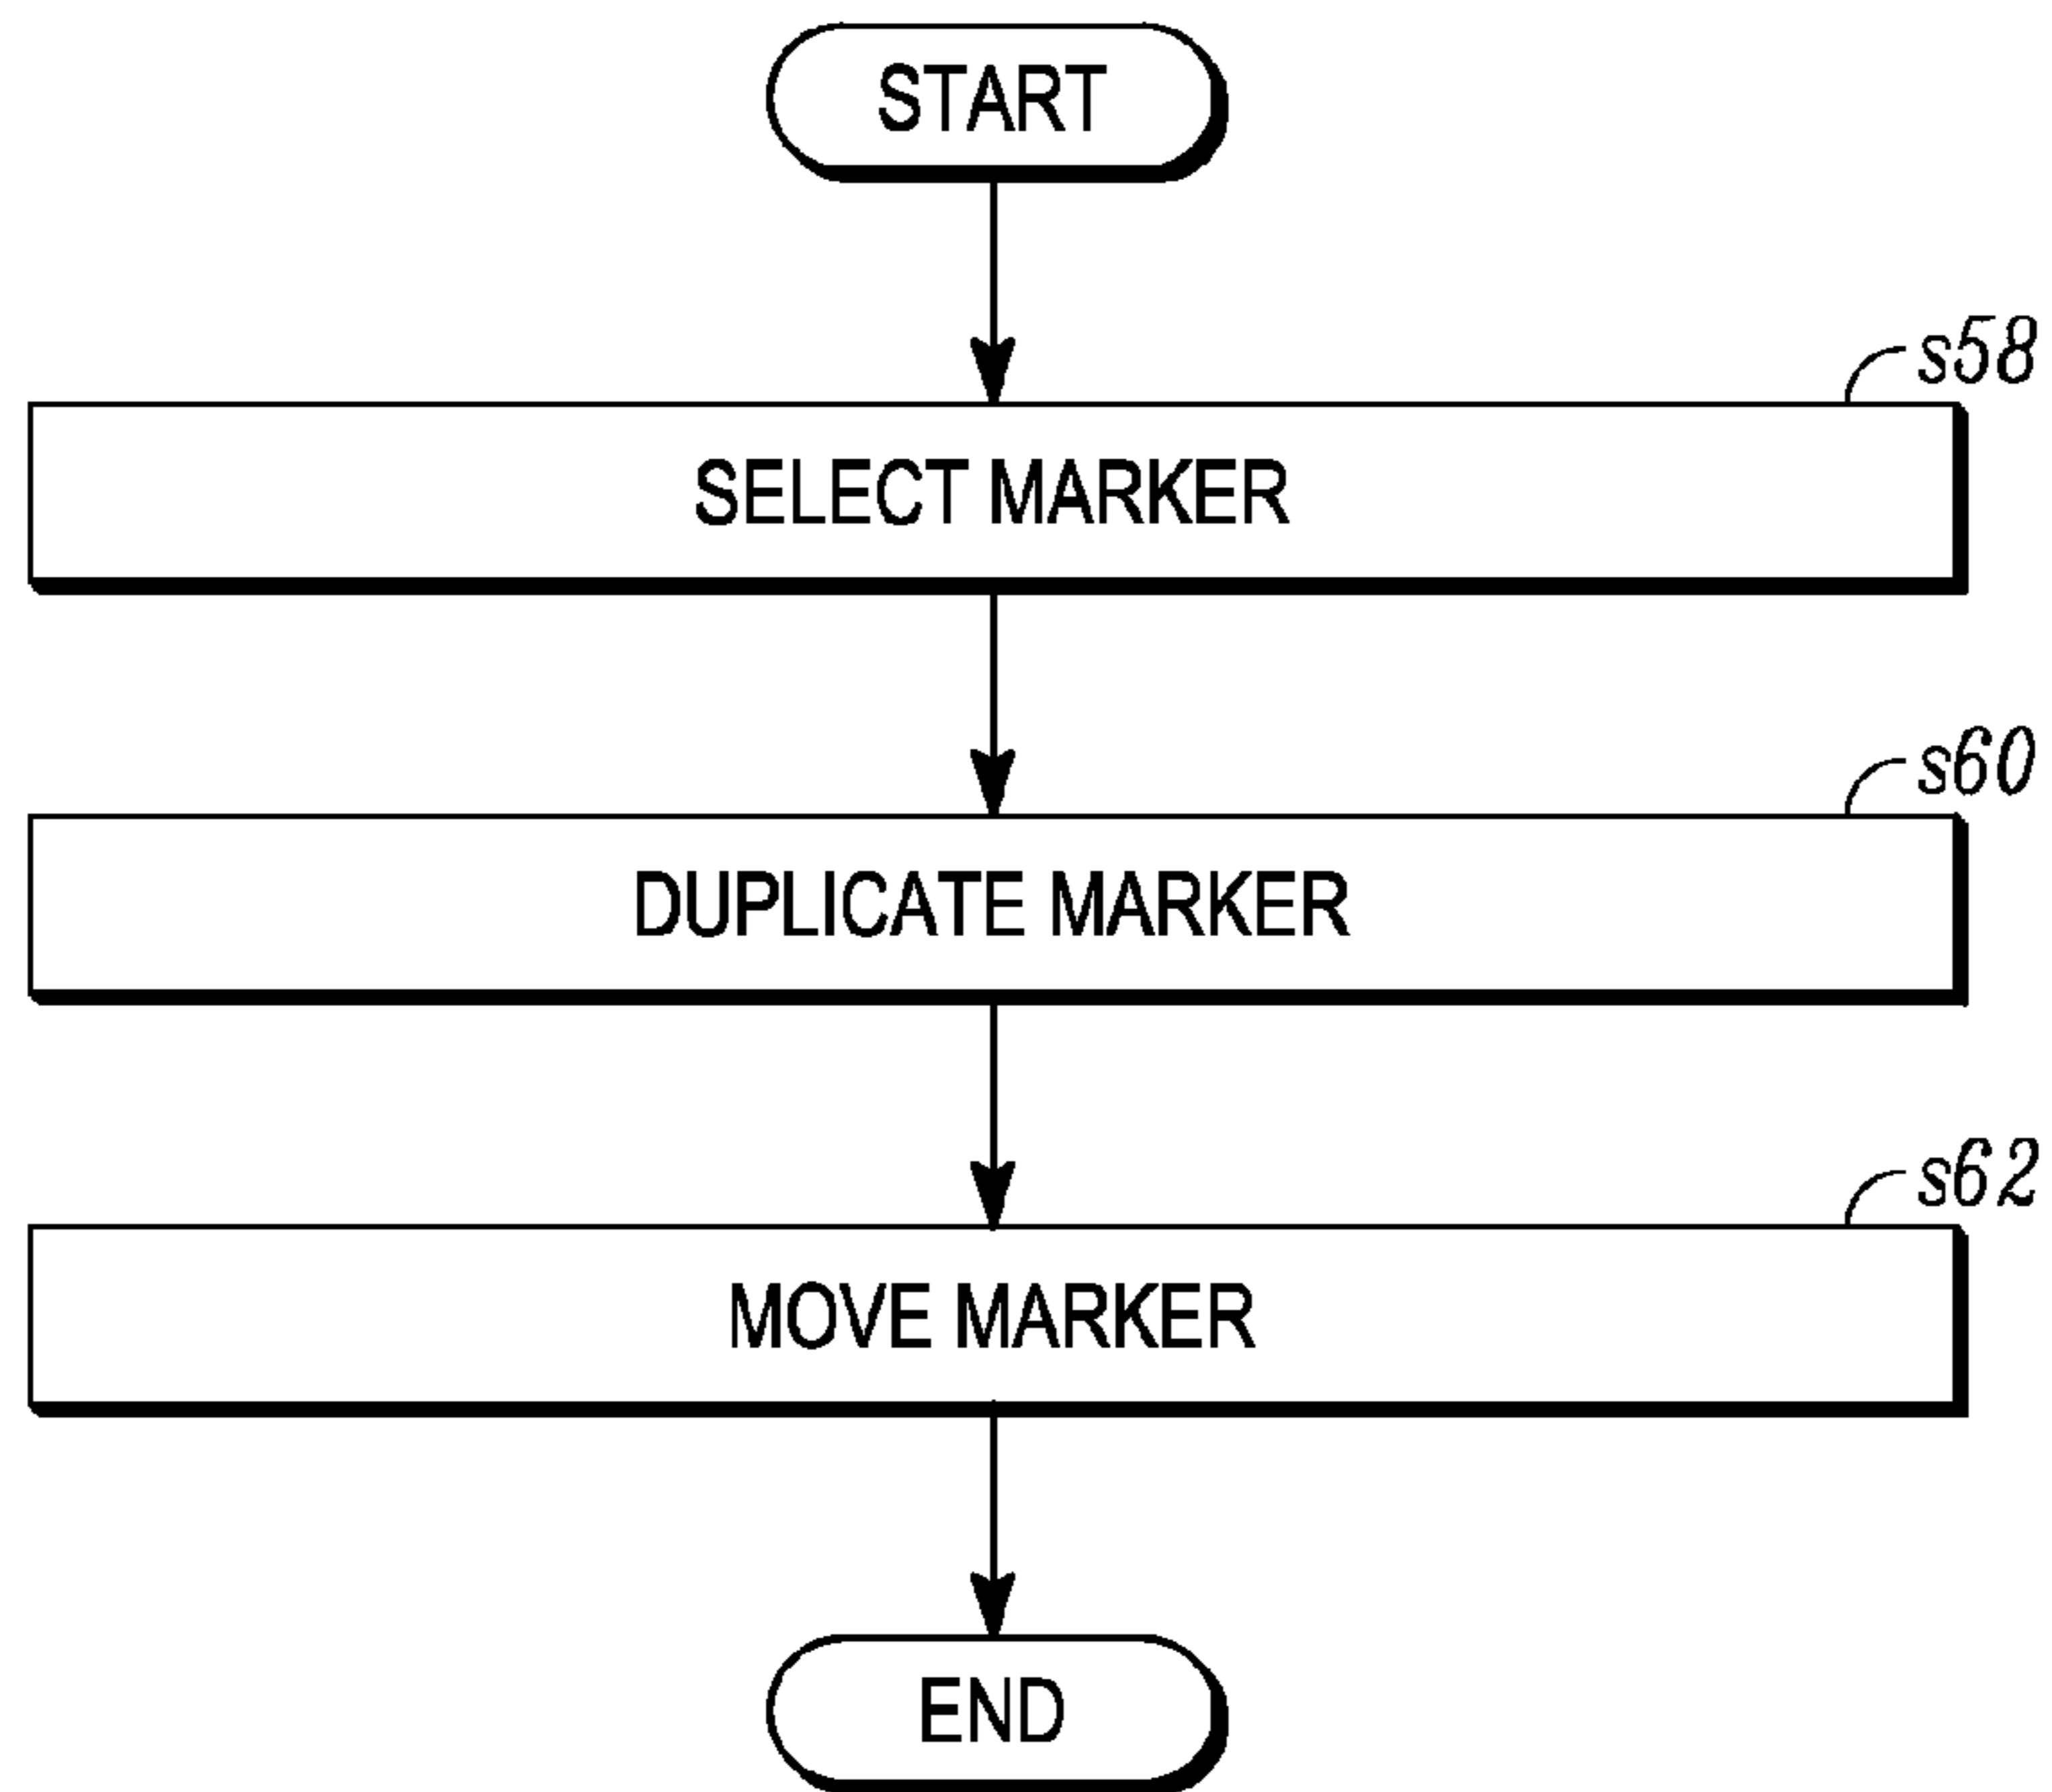 START
s58
SELECT MARKER
s60
DUPLICATE MARKER
s62
MOVE MARKER
END